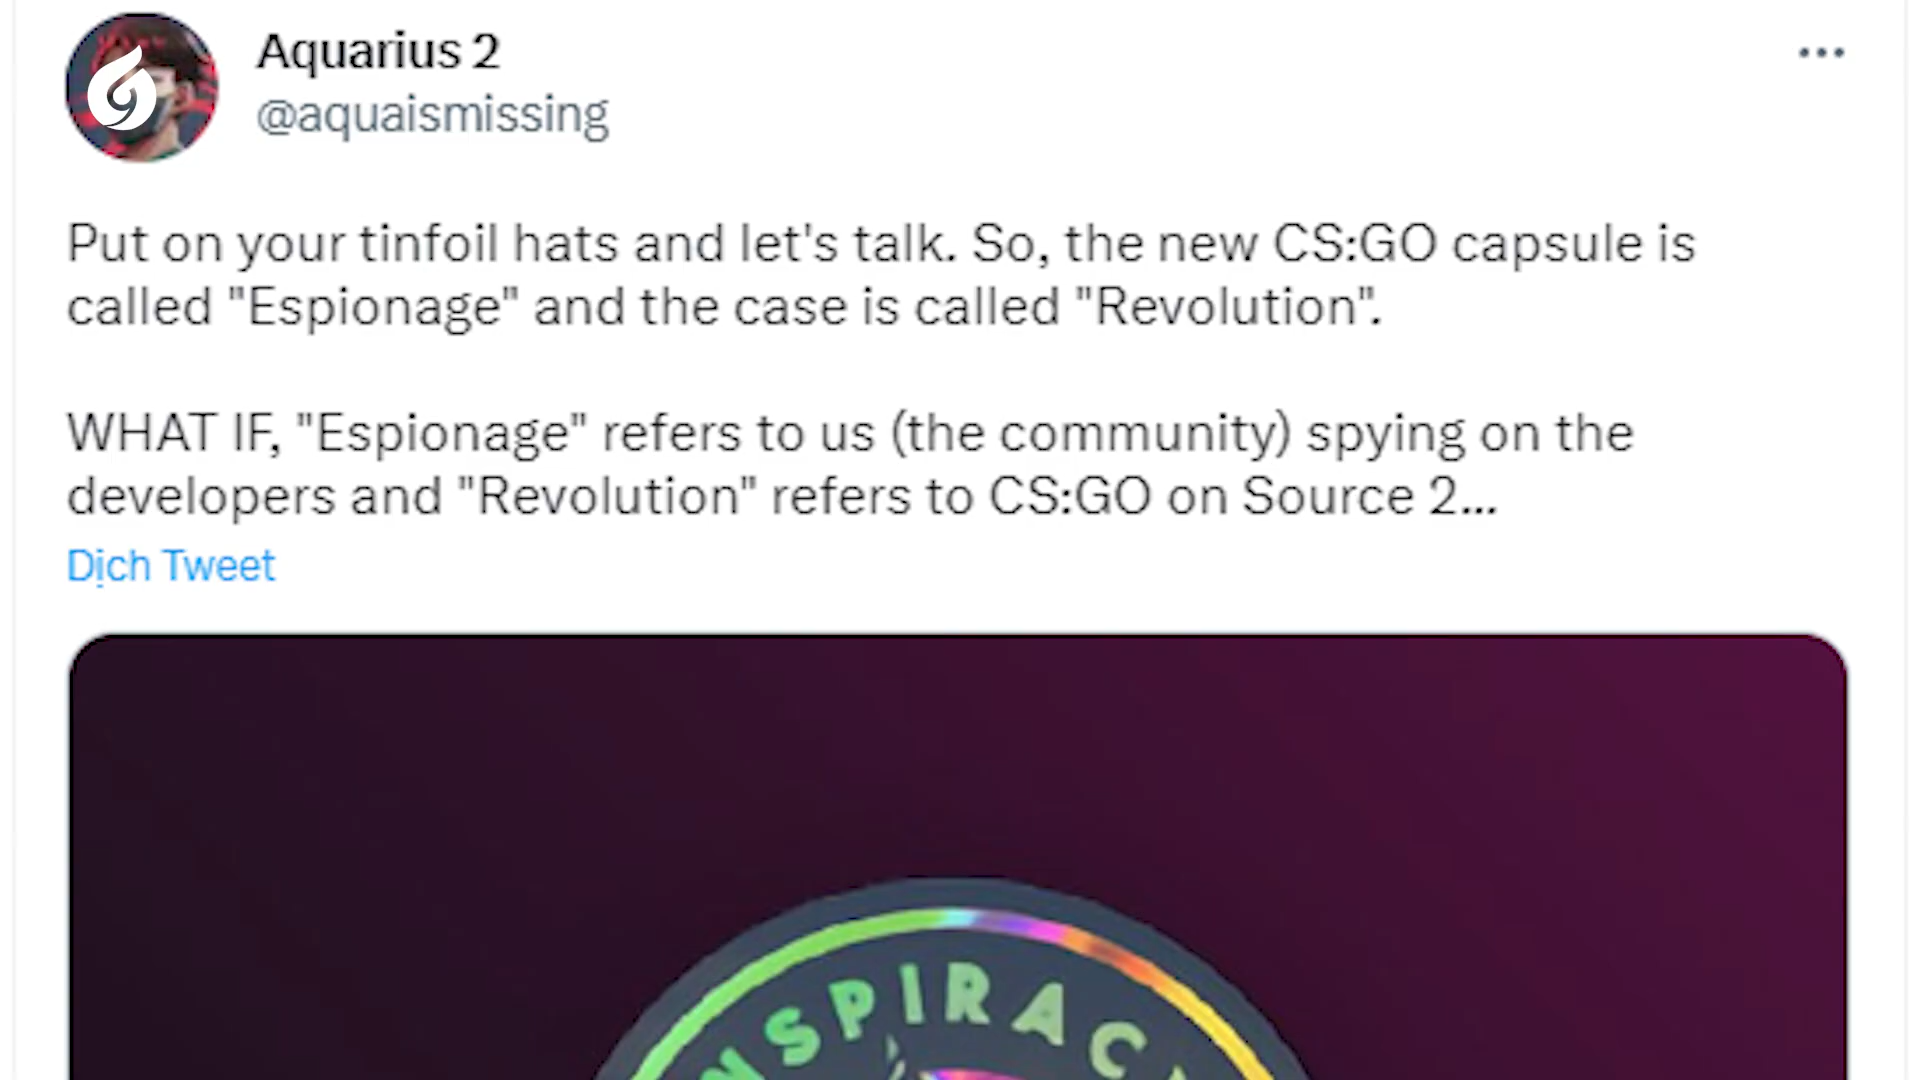 Aquarius 2
@aquaismissing
Put on your tinfoil hats and let's talk. So, the new CS:GO capsule is
called "Espionage" and the case is called "Revolution".
WHAT IF, "Espionage" refers to us (the community) spying on the
developers and "Revolution" refers to CS:GO on Source 2...
Dịch Tweet
NSPIRAC